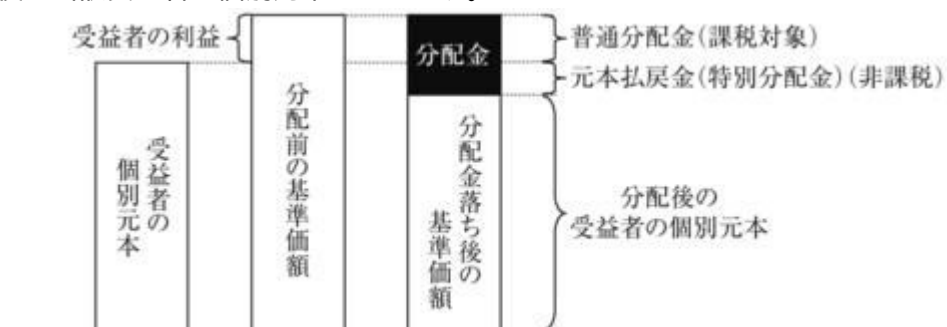 受益者の利益
分配金
普通分配金(課税対象)
元本払戻金(特別分配金)(非課税)
受益者の
個別元本
分配前の基準価額
分配金落ち後の
基準価額
分配後の
受益者の個別元本